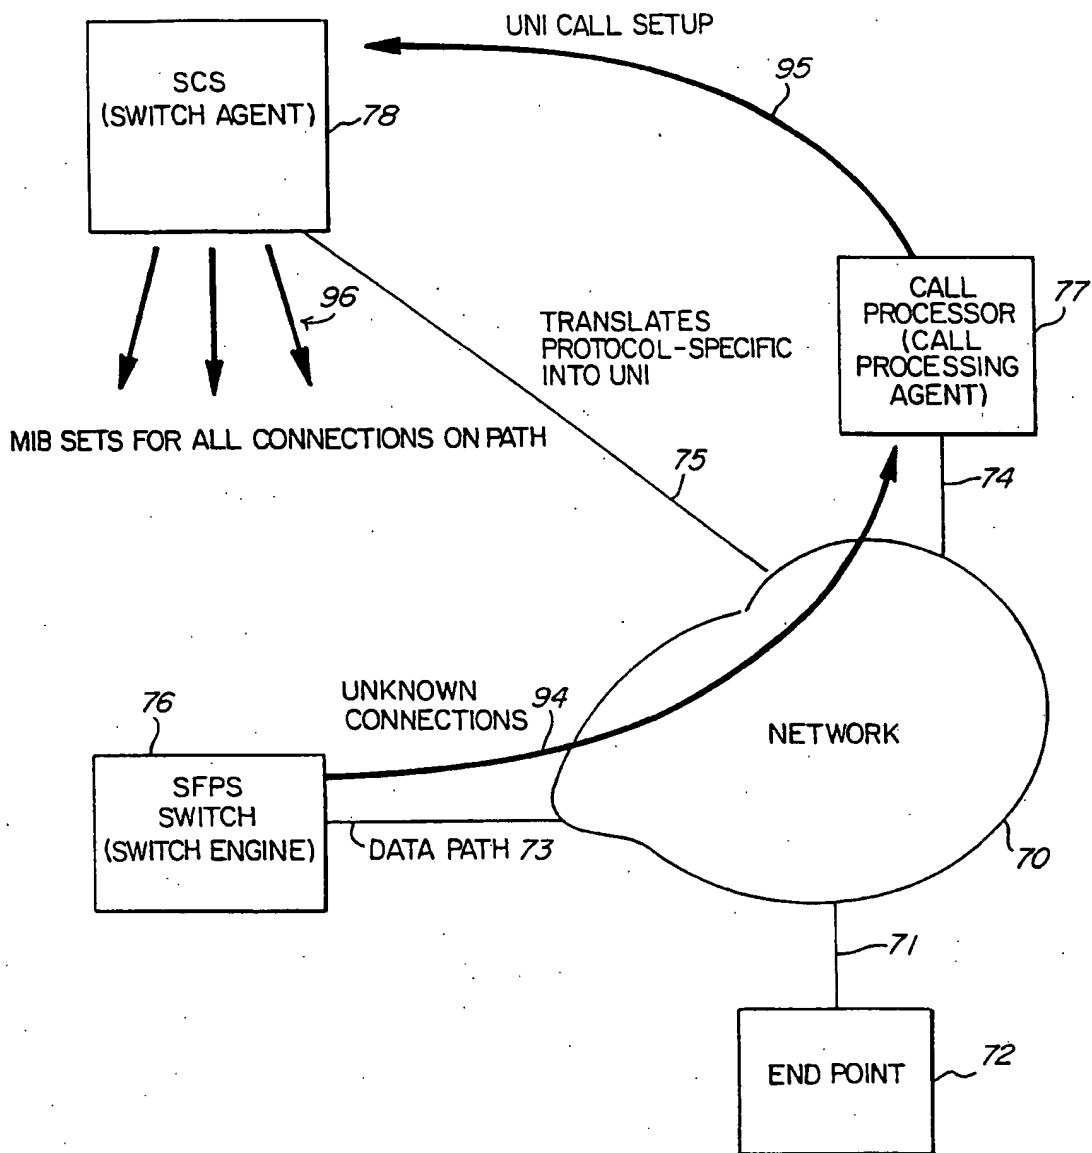 UNI CALL SETUP
95
SCS
(SWITCH AGENT)
78
96
MIB SETS FOR ALL CONNECTIONS ON PATH
TRANSLATES
PROTOCOL-SPECIFIC
INTO UNI
CALL
PROCESSOR
(CALL
PROCESSING
AGENT)
77
75
74
UNKNOWN
CONNECTIONS
94
76
SFPS
SWITCH
(SWITCH ENGINE)
DATA PATH 73
NETWORK
70
71
END POINT
72